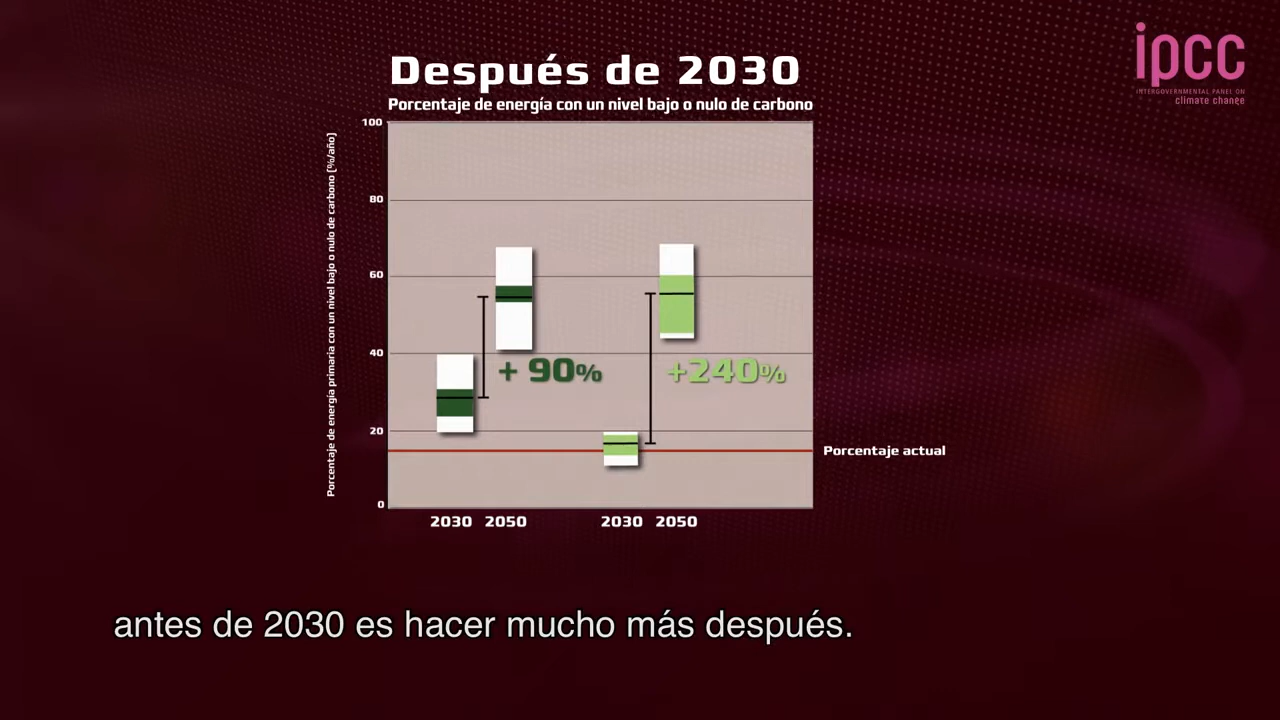 ipcc
INTERGOVERNMENTAL PANEL ON
climate change
Después de 2030
Porcentaje de energía con un nivel bajo o nulo de carbono
Porcentaje de energía primaria con un nivel bajo o nulo de carbono [%/año]
100
80
60
40
20
0
+ 90%
+240%
Porcentaje actual
2030 2050 2030 2050
antes de 2030 es hacer mucho más después.